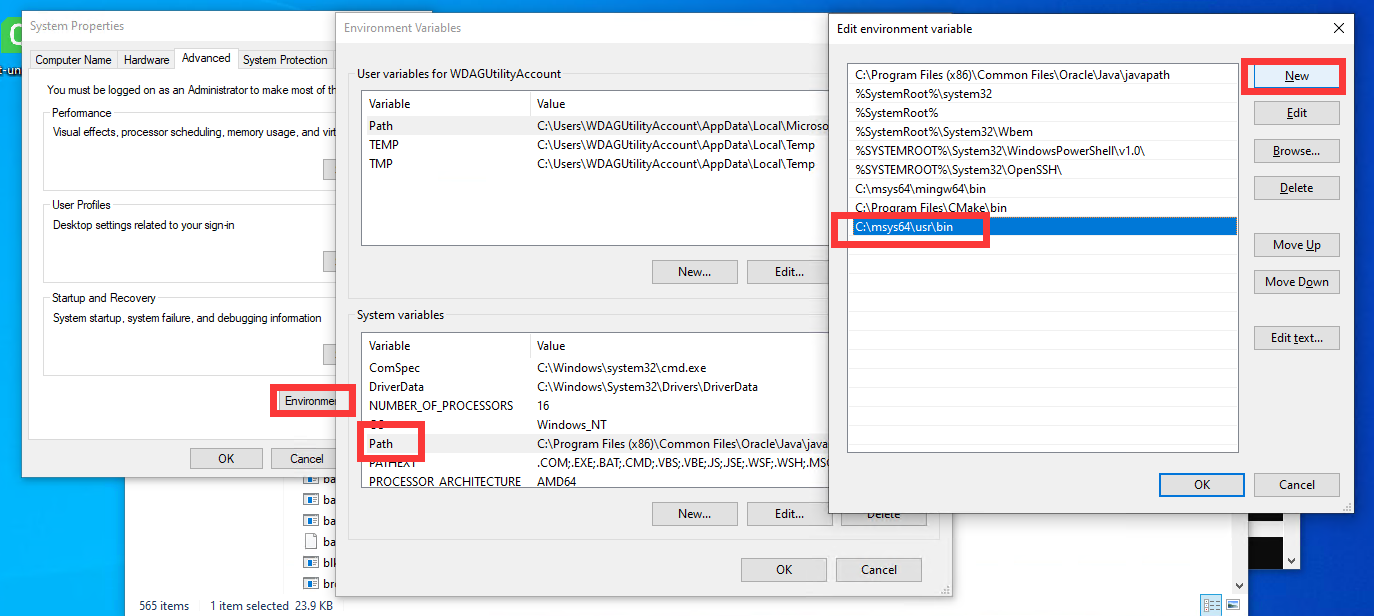 System Properties
Computer Name
Hardware
Advanced
System Protection
You must be logged on as an Administrator to make most of th
Performance
Visual effects, processor scheduling, memory usage, and virt
User Profiles
Desktop settings related to your sign-in
Startup and Recovery
System startup, system failure, and debugging information
Environme
OK
Cancel
Environment Variables
User variables for WDAGUtilityAccount
Variable Value
Path C:\Users\WDAGUtilityAccount\AppData\Local\Microso
TEMP C:\Users\WDAGUtilityAccount\AppData\Local\Temp
TMP C:\Users\WDAGUtilityAccount\AppData\Local\Temp
New...
Edit...
System variables
Variable Value
ComSpec C:\Windows\system32\cmd.exe
DriverData C:\Windows\System32\Drivers\DriverData
NUMBER_OF_PROCESSORS 16
OS Windows_NT
Path C:\Program Files (x86)\Common Files\Oracle\Java\java
PATHEXT .COM;.EXE;.BAT;.CMD;.VBS;.VBE;.JS;.JSE;.WSF;.WSH;.MSC
PROCESSOR_ARCHITECTURE AMD64
New...
Edit...
Delete
OK
Cancel
Edit environment variable
C:\Program Files (x86)\Common Files\Oracle\Java\javapath
%SystemRoot%\system32
%SystemRoot%
%SystemRoot%\System32\Wbem
%SYSTEMROOT%\System32\WindowsPowerShell\v1.0\
%SYSTEMROOT%\System32\OpenSSH\
C:\msys64\mingw64\bin
C:\Program Files\CMake\bin
C:\msys64\usr\bin
New
Edit
Browse...
Delete
Move Up
Move Down
Edit text...
OK
Cancel
ba
ba
ba
ba
blk
bro
565 items 1 item selected 23.9 KB